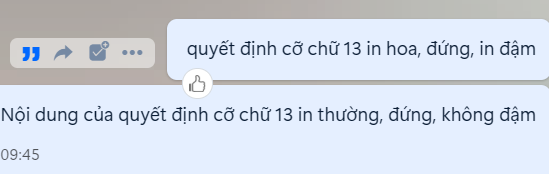 quyết định cỡ chữ 13 in hoa, đứng, in đậm
Nội dung của quyết định cỡ chữ 13 in thường, đứng, không đậm
09:45